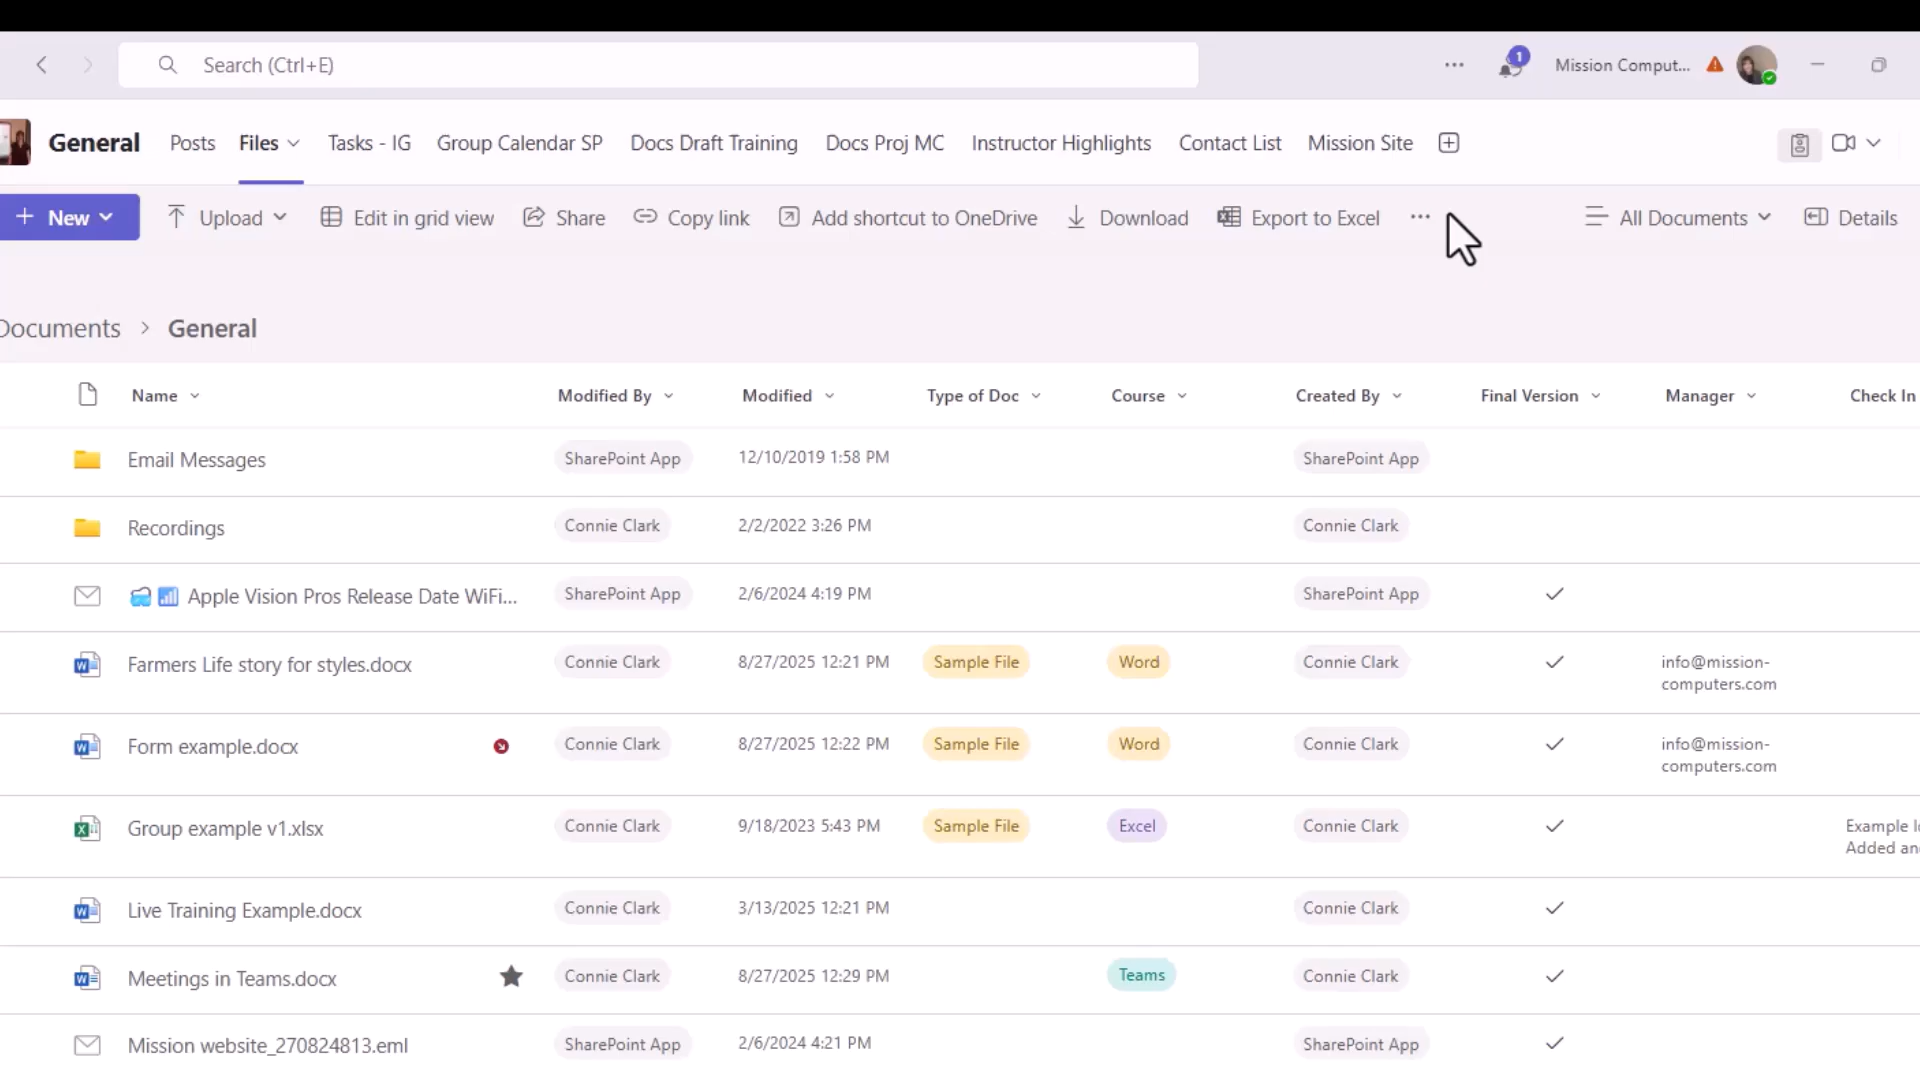 Search (Ctrl+E)
1
Mission Comput...
General
Posts
Files
Tasks - IG
Group Calendar SP
Docs Draft Training
Docs Proj MC
Instructor Highlights
Contact List
Mission Site
New
Upload
Edit in grid view
Share
Copy link
Add shortcut to OneDrive
Download
Export to Excel
...
All Documents
Details
Documents > General
Name
Modified By
Modified
Type of Doc
Course
Created By
Final Version
Manager
Check In
Email Messages
SharePoint App
12/10/2019 1:58 PM
SharePoint App
Recordings
Connie Clark
2/2/2022 3:26 PM
Connie Clark
Apple Vision Pros Release Date WiFi...
SharePoint App
2/6/2024 4:19 PM
SharePoint App
Farmers Life story for styles.docx
Connie Clark
8/27/2025 12:21 PM
Sample File
Word
Connie Clark
info@mission-
computers.com
Form example.docx
Connie Clark
8/27/2025 12:22 PM
Sample File
Word
Connie Clark
info@mission-
computers.com
Group example v1.xlsx
Connie Clark
9/18/2023 5:43 PM
Sample File
Excel
Connie Clark
Example
Added an
Live Training Example.docx
Connie Clark
3/13/2025 12:21 PM
Connie Clark
Meetings in Teams.docx
Connie Clark
8/27/2025 12:29 PM
Teams
Connie Clark
Mission website_270824813.eml
SharePoint App
2/6/2024 4:21 PM
SharePoint App